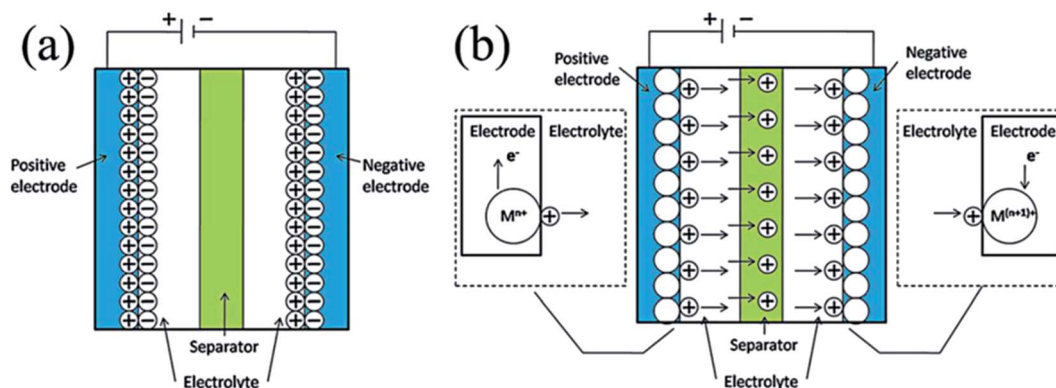 (a)
+ −
Positive
electrode
Negative
electrode
Separator
Electrolyte
(b)
+ −
Positive
electrode
Negative
electrode
Electrode
Electrolyte
e⁻
Mⁿ⁺
+
Electrolyte
Electrode
e⁻
M⁽ⁿ⁺¹⁾⁺
+
Separator
Electrolyte